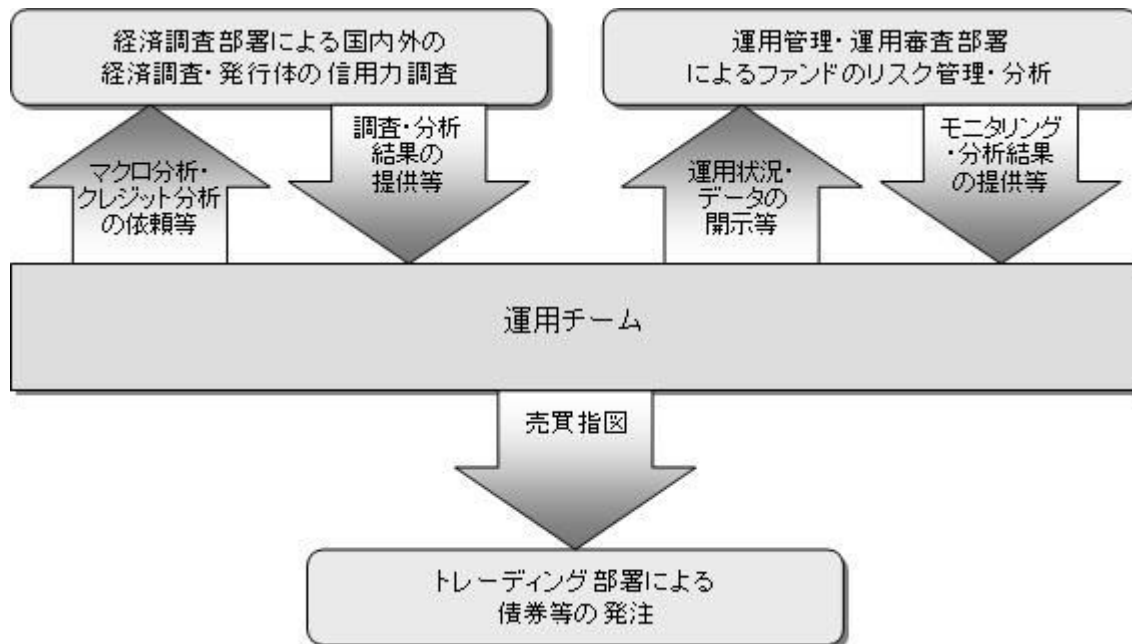 経済調査部署による国内外の
経済調査・発行体の信用力調査
運用管理・運用審査部署
によるファンドのリスク管理・分析
マクロ分析・
クレジット分析
の依頼等
調査・分析
結果の
提供等
運用状況・
データの
開示等
モニタリング
・分析結果
の提供等
運用チーム
売買指図
トレーディング部署による
債券等の発注